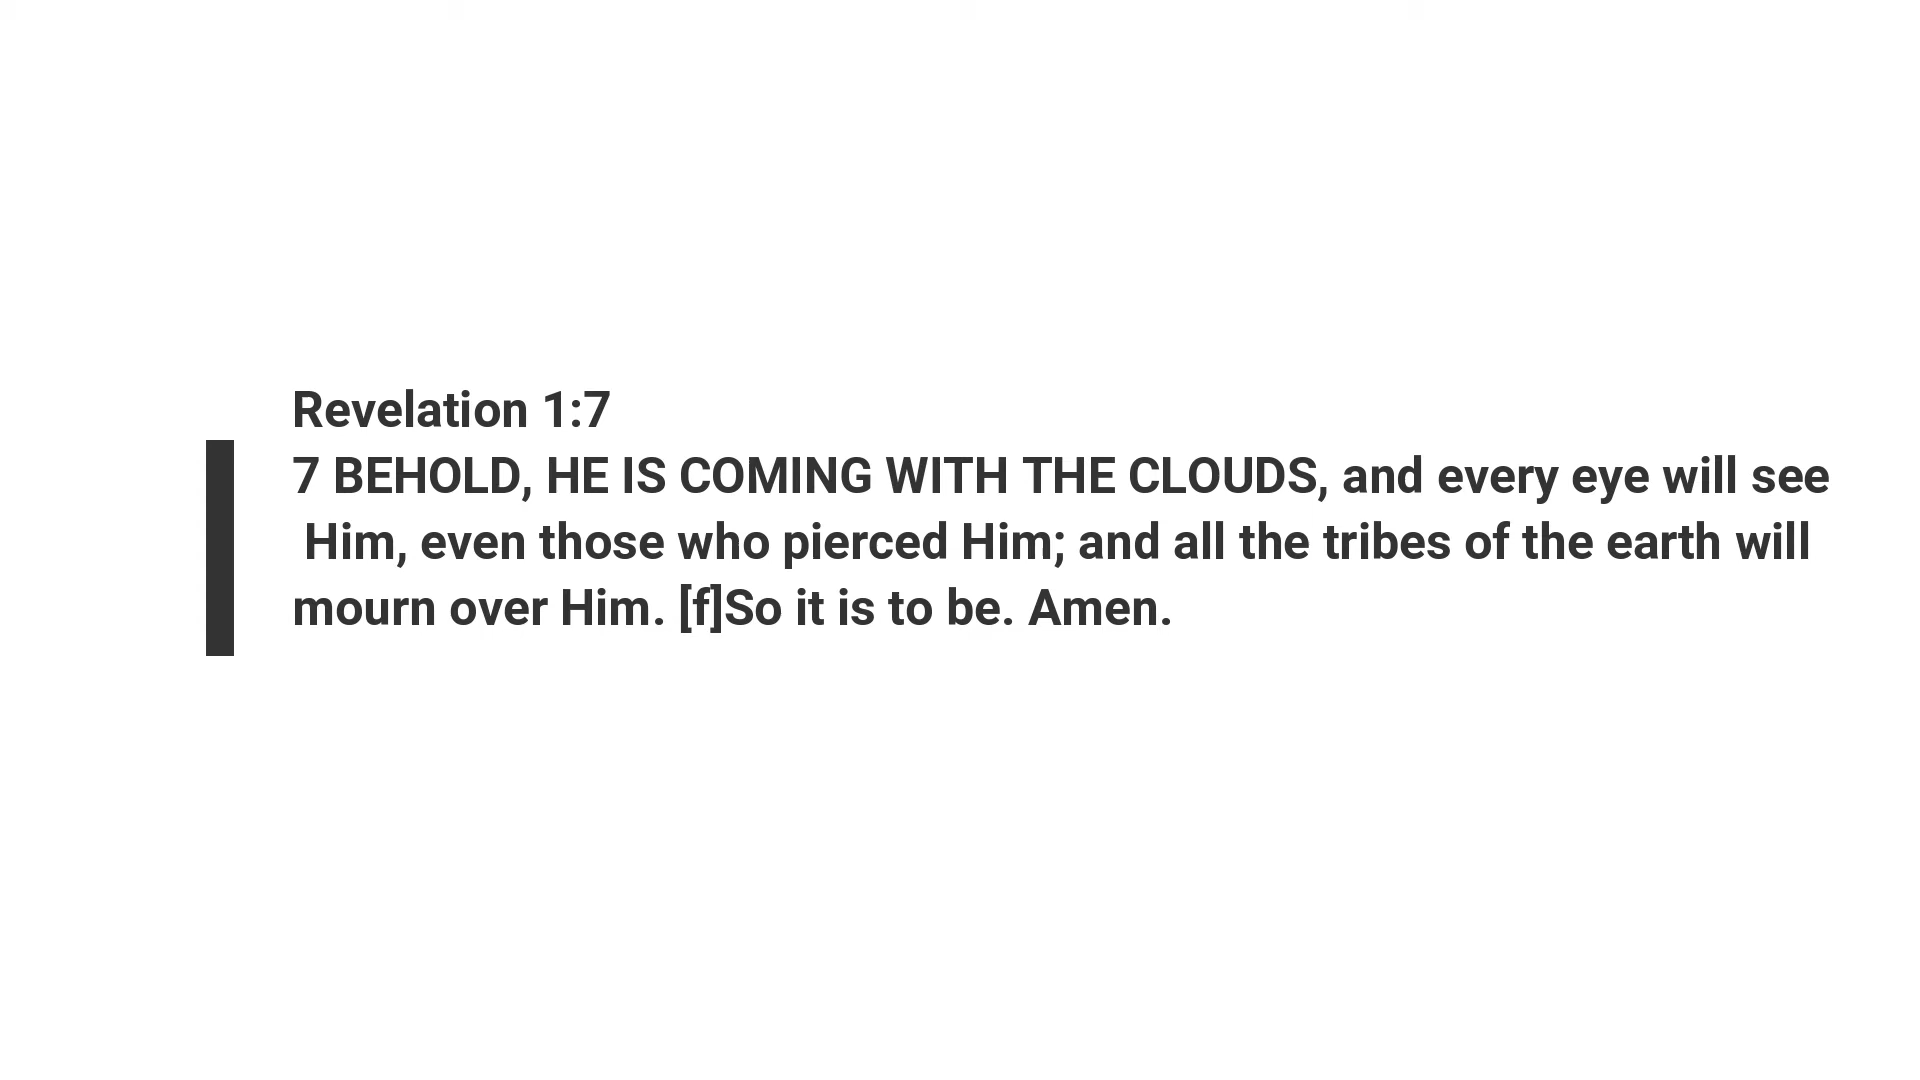 Revelation 1:7
7 BEHOLD, HE IS COMING WITH THE CLOUDS, and every eye will see
Him, even those who pierced Him; and all the tribes of the earth will
mourn over Him. [f]So it is to be. Amen.